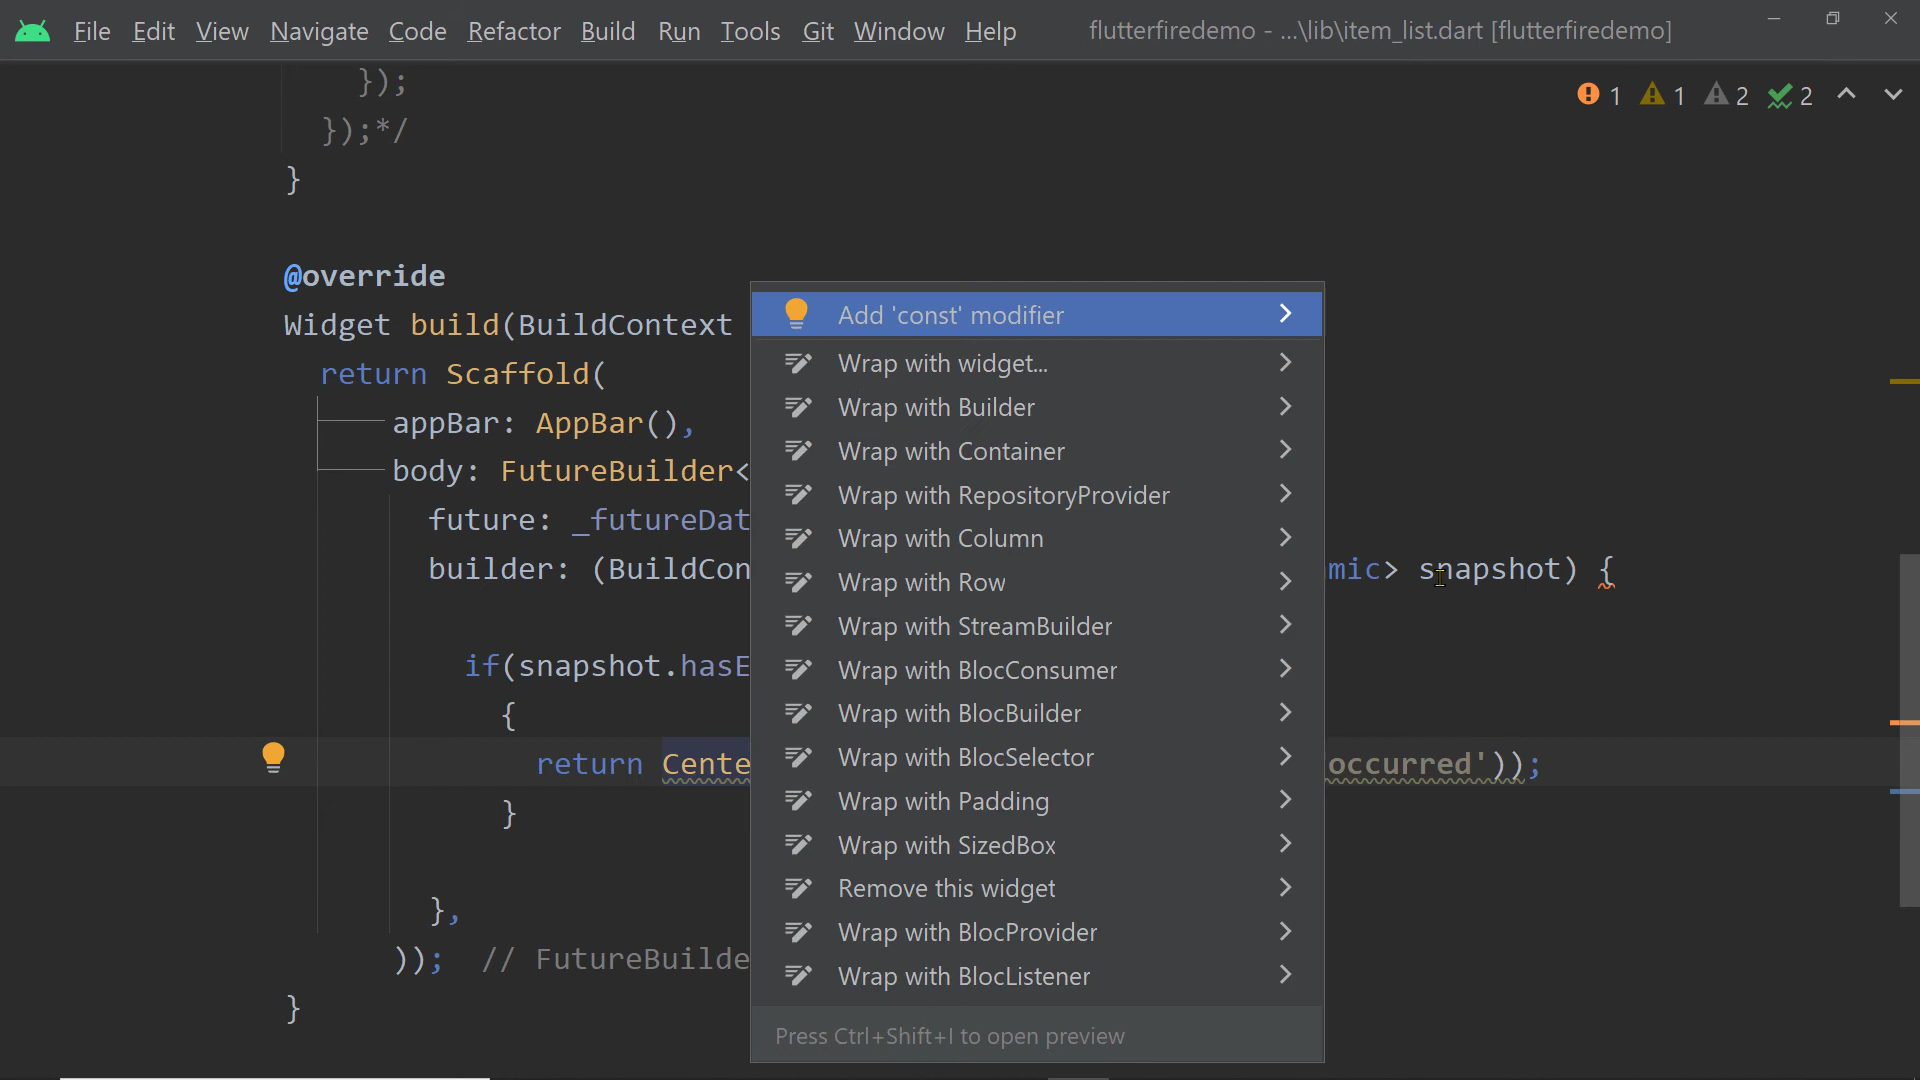 File Edit View Navigate Code Refactor Build Run Tools Git Window Help flutterfiredemo - ...\lib\item_list.dart [flutterfiredemo]
});
1 1 2 2
});*/
}
@override
Widget build(BuildContext
return Scaffold(
appBar: AppBar(),
body: FutureBuilder<
future: _futureDat
builder: (BuildCon
mic> snapshot) {
if(snapshot.hasE
{
return Cente
occurred'));
}
},
)); // FutureBuilde
}
Add 'const' modifier
Wrap with widget...
Wrap with Builder
Wrap with Container
Wrap with RepositoryProvider
Wrap with Column
Wrap with Row
Wrap with StreamBuilder
Wrap with BlocConsumer
Wrap with BlocBuilder
Wrap with BlocSelector
Wrap with Padding
Wrap with SizedBox
Remove this widget
Wrap with BlocProvider
Wrap with BlocListener
Press Ctrl+Shift+I to open preview